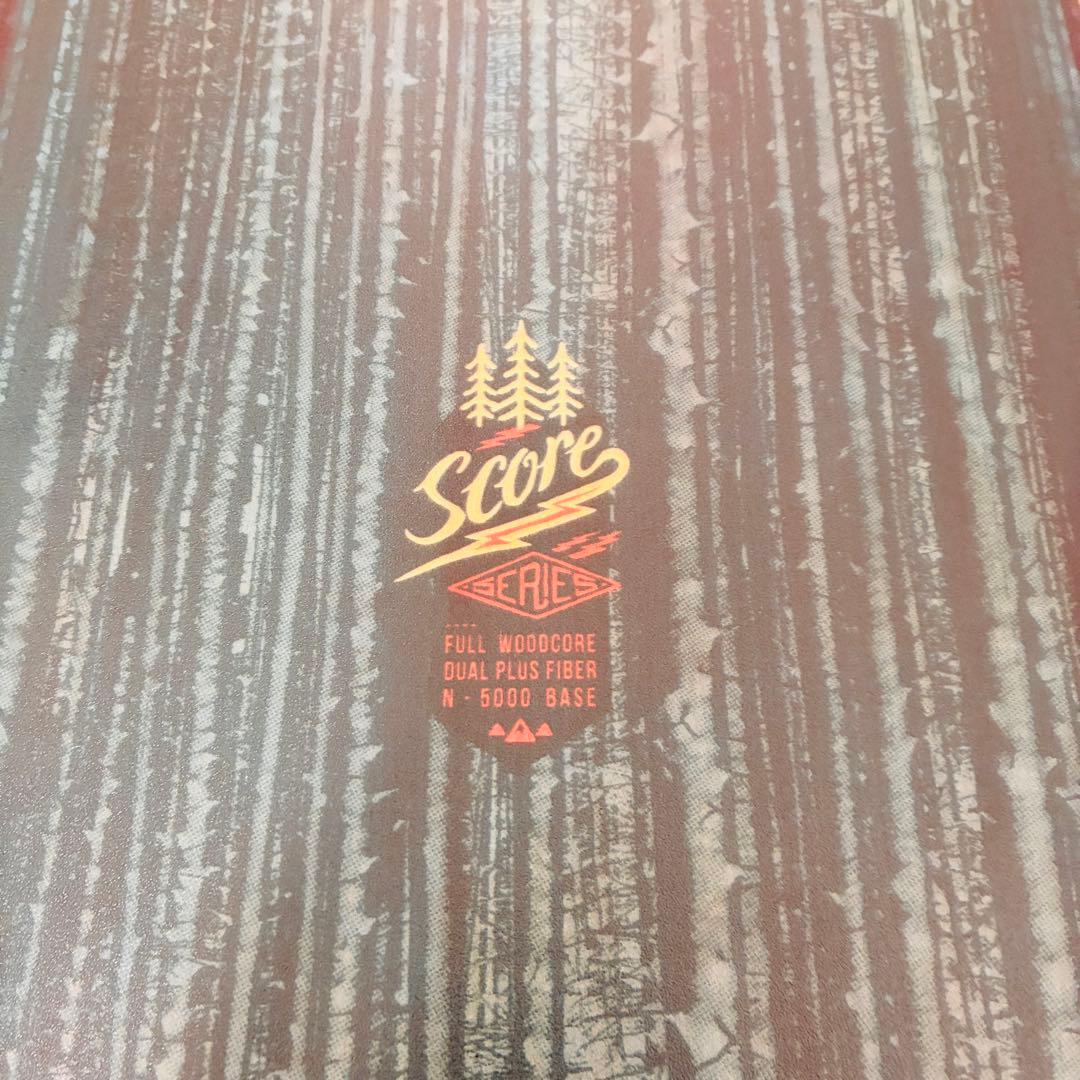 Score
SERIES
FULL WOODCORE
DUAL PLUS FIBER
N - 5000 BASE